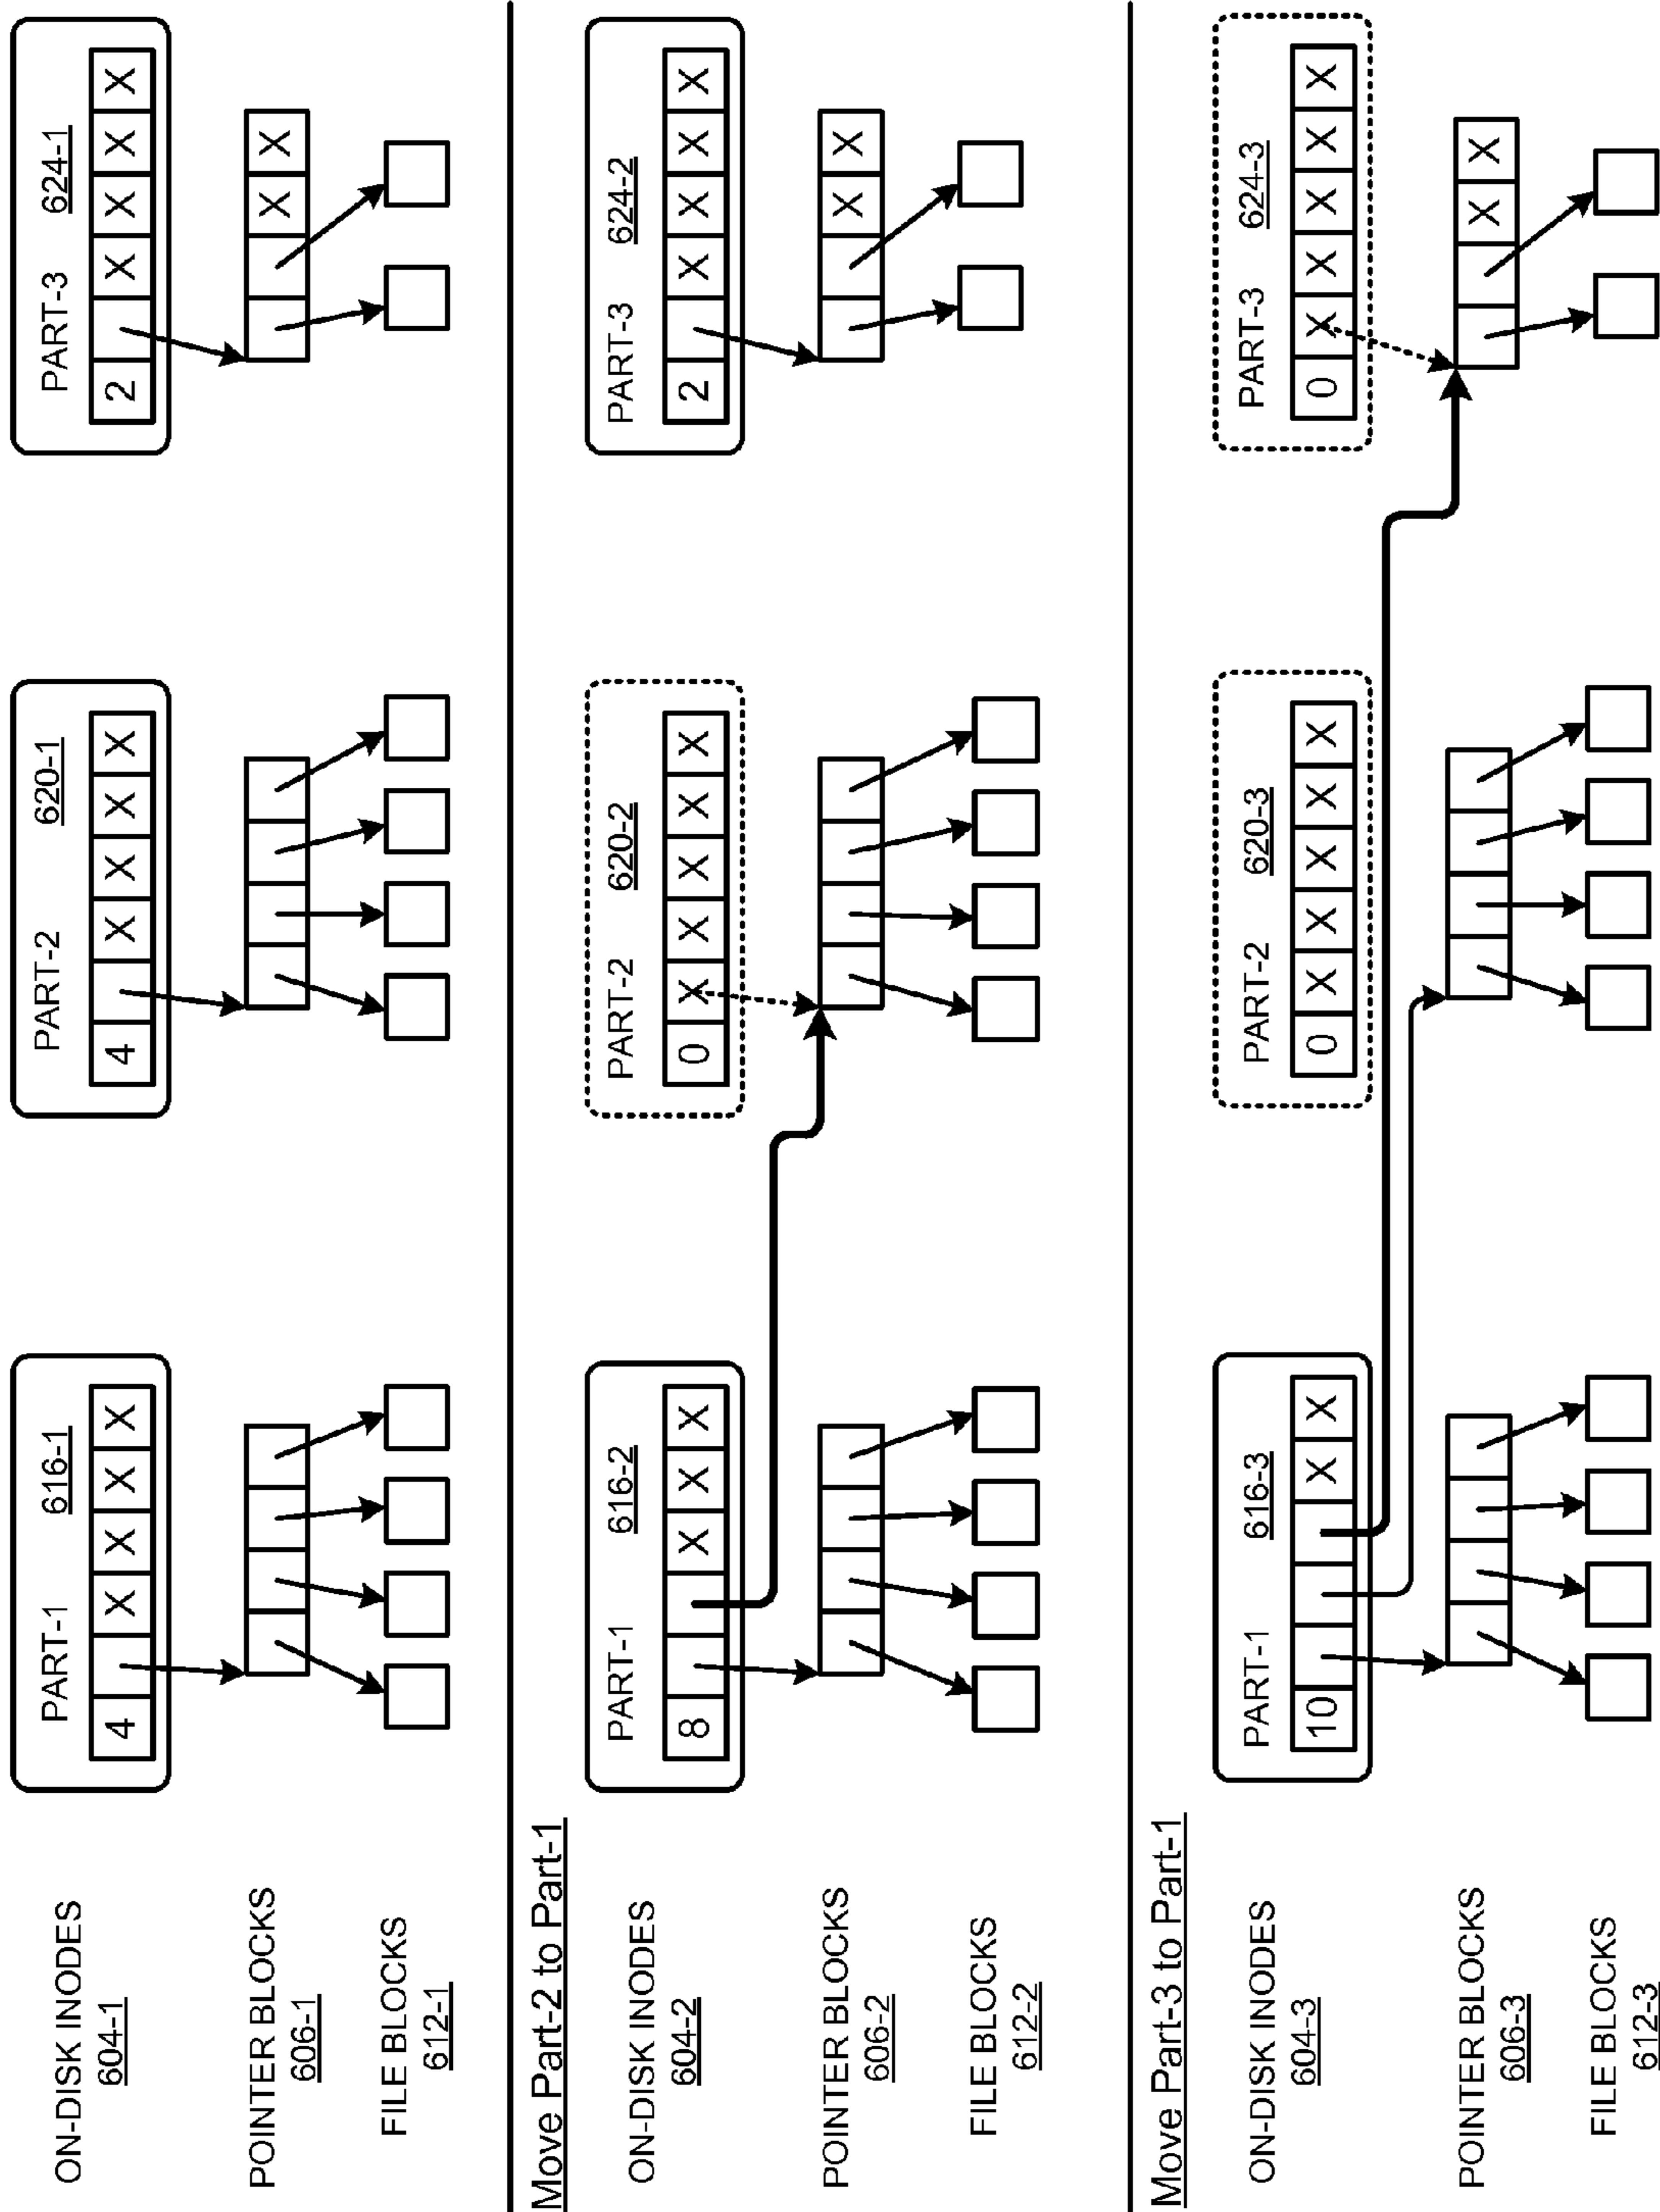 ON-DISK INODES
604-1
PART-1 616-1
4 X X X X
PART-2 620-1
4 X X X X
PART-3 624-1
2 X X X X
POINTER BLOCKS
606-1
X X
FILE BLOCKS
612-1
Move Part-2 to Part-1
ON-DISK INODES
604-2
PART-1 616-2
8 X X X
PART-2 620-2
0 X X X X X
PART-3 624-2
2 X X X X
POINTER BLOCKS
606-2
X X
FILE BLOCKS
612-2
Move Part-3 to Part-1
ON-DISK INODES
604-3
PART-1 616-3
10 X X
PART-2 620-3
0 X X X X X
PART-3 624-3
0 X X X X X
POINTER BLOCKS
606-3
X X
FILE BLOCKS
612-3